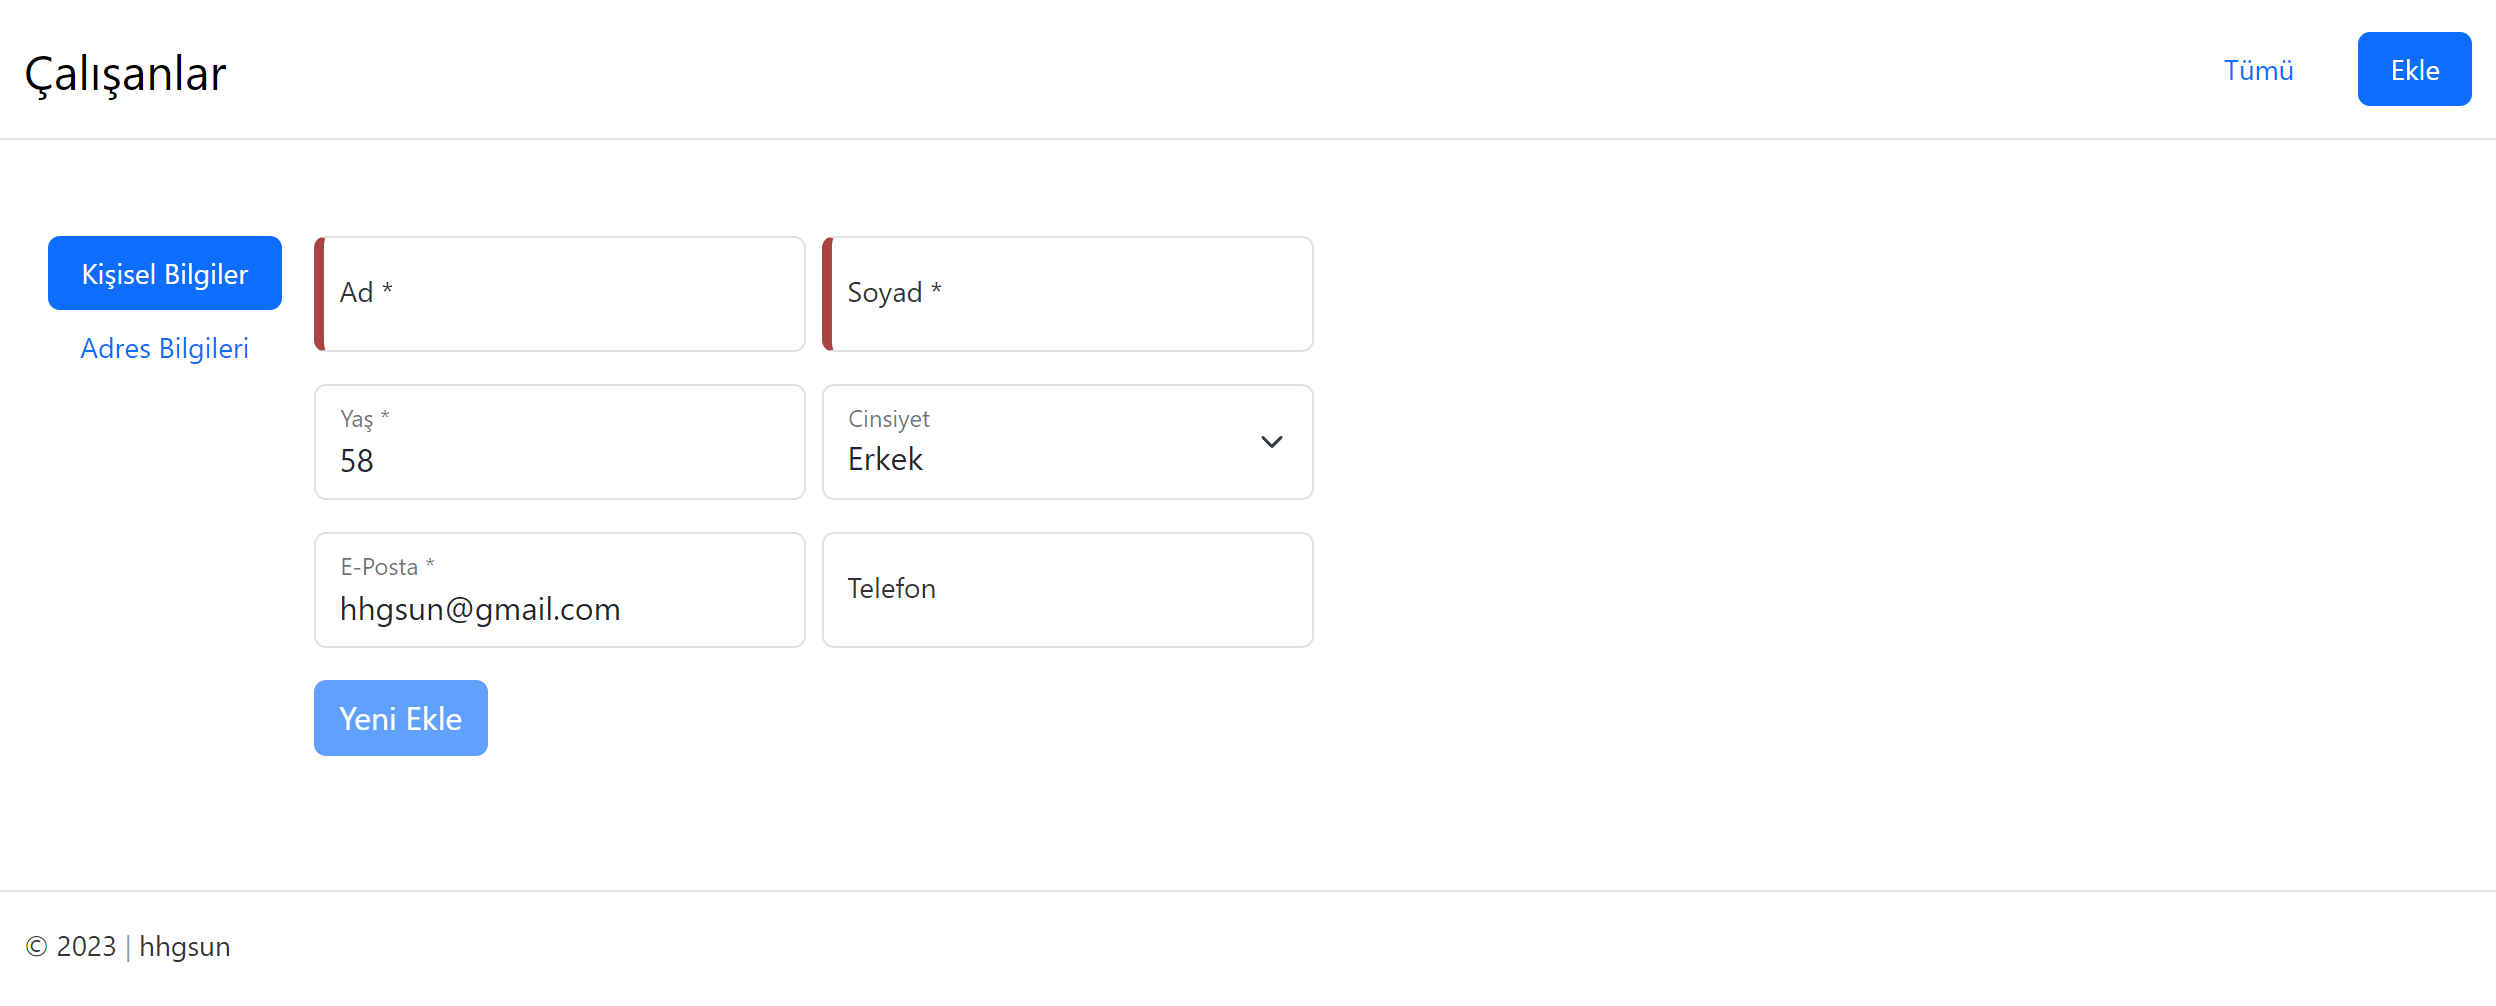 Çalışanlar
Tümü
Ekle
Kişisel Bilgiler
Adres Bilgileri
Ad *
Soyad *
Yaş *
58
Cinsiyet
Erkek
E-Posta *
hhgsun@gmail.com
Telefon
Yeni Ekle
© 2023 | hhgsun